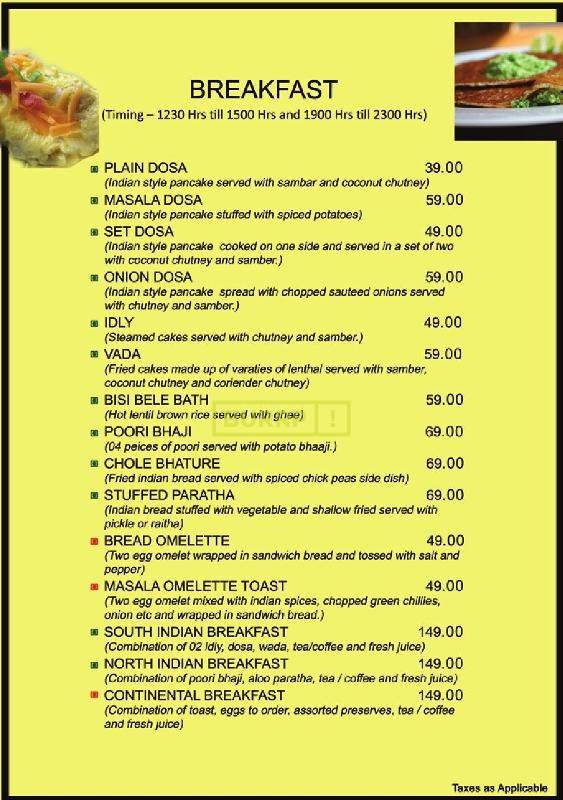 BREAKFAST
(Timing – 1230 Hrs till 1500 Hrs and 1900 Hrs till 2300 Hrs)
PLAIN DOSA 39.00
(Indian style pancake served with sambar and coconut chutney)
MASALA DOSA 59.00
(Indian style pancake stuffed with spiced potatoes)
SET DOSA 49.00
(Indian style pancake cooked on one side and served in a set of two
with coconut chutney and samber.)
ONION DOSA 59.00
(Indian style pancake spread with chopped sauteed onions served
with chutney and samber.)
IDLY 49.00
(Steamed cakes served with chutney and samber.)
VADA 59.00
(Fried cakes made up of varaties of lenthal served with samber,
coconut chutney and coriender chutney)
BISI BELE BATH 59.00
(Hot lentil brown rice served with ghee)
POORI BHAJI 69.00
(04 peices of poori served with potato bhaaji.)
CHOLE BHATURE 69.00
(Fried indian bread served with spiced chick peas side dish)
STUFFED PARATHA 69.00
(Indian bread stuffed with vegetable and shallow fried served with
pickle or raitha)
BREAD OMELETTE 49.00
(Two egg omelet wrapped in sandwich bread and tossed with salt and
pepper)
MASALA OMELETTE TOAST 49.00
(Two egg omelet mixed with indian spices, chopped green chillies,
onion etc and wrapped in sandwich bread.)
SOUTH INDIAN BREAKFAST 149.00
(Combination of 02 idly, dosa, wada, tea/coffee and fresh juice)
NORTH INDIAN BREAKFAST 149.00
(Combination of poori bhaji, aloo paratha, tea / coffee and fresh juice)
CONTINENTAL BREAKFAST 149.00
(Combination of toast, eggs to order, assorted preserves, tea / coffee
and fresh juice)
Taxes as Applicable